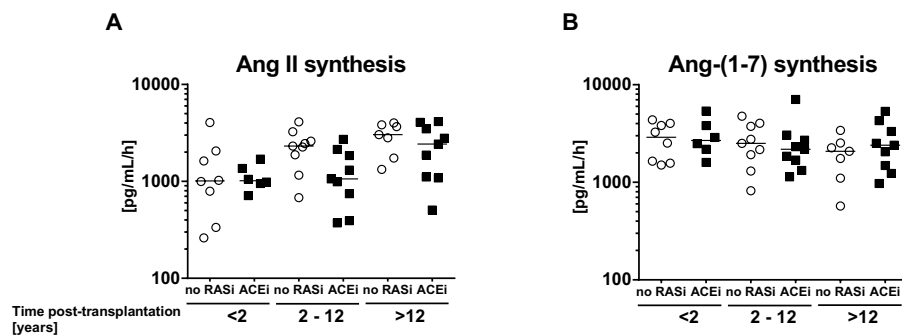 A
Ang II synthesis
[pg/mL/h]
10000
1000
100
no RASi ACEi no RASi ACEi no RASi ACEi
Time post-transplantation
[years]
<2 2 - 12 >12
B
Ang-(1-7) synthesis
[pg/mL/h]
10000
1000
100
no RASi ACEi no RASi ACEi no RASi ACEi
<2 2 - 12 >12